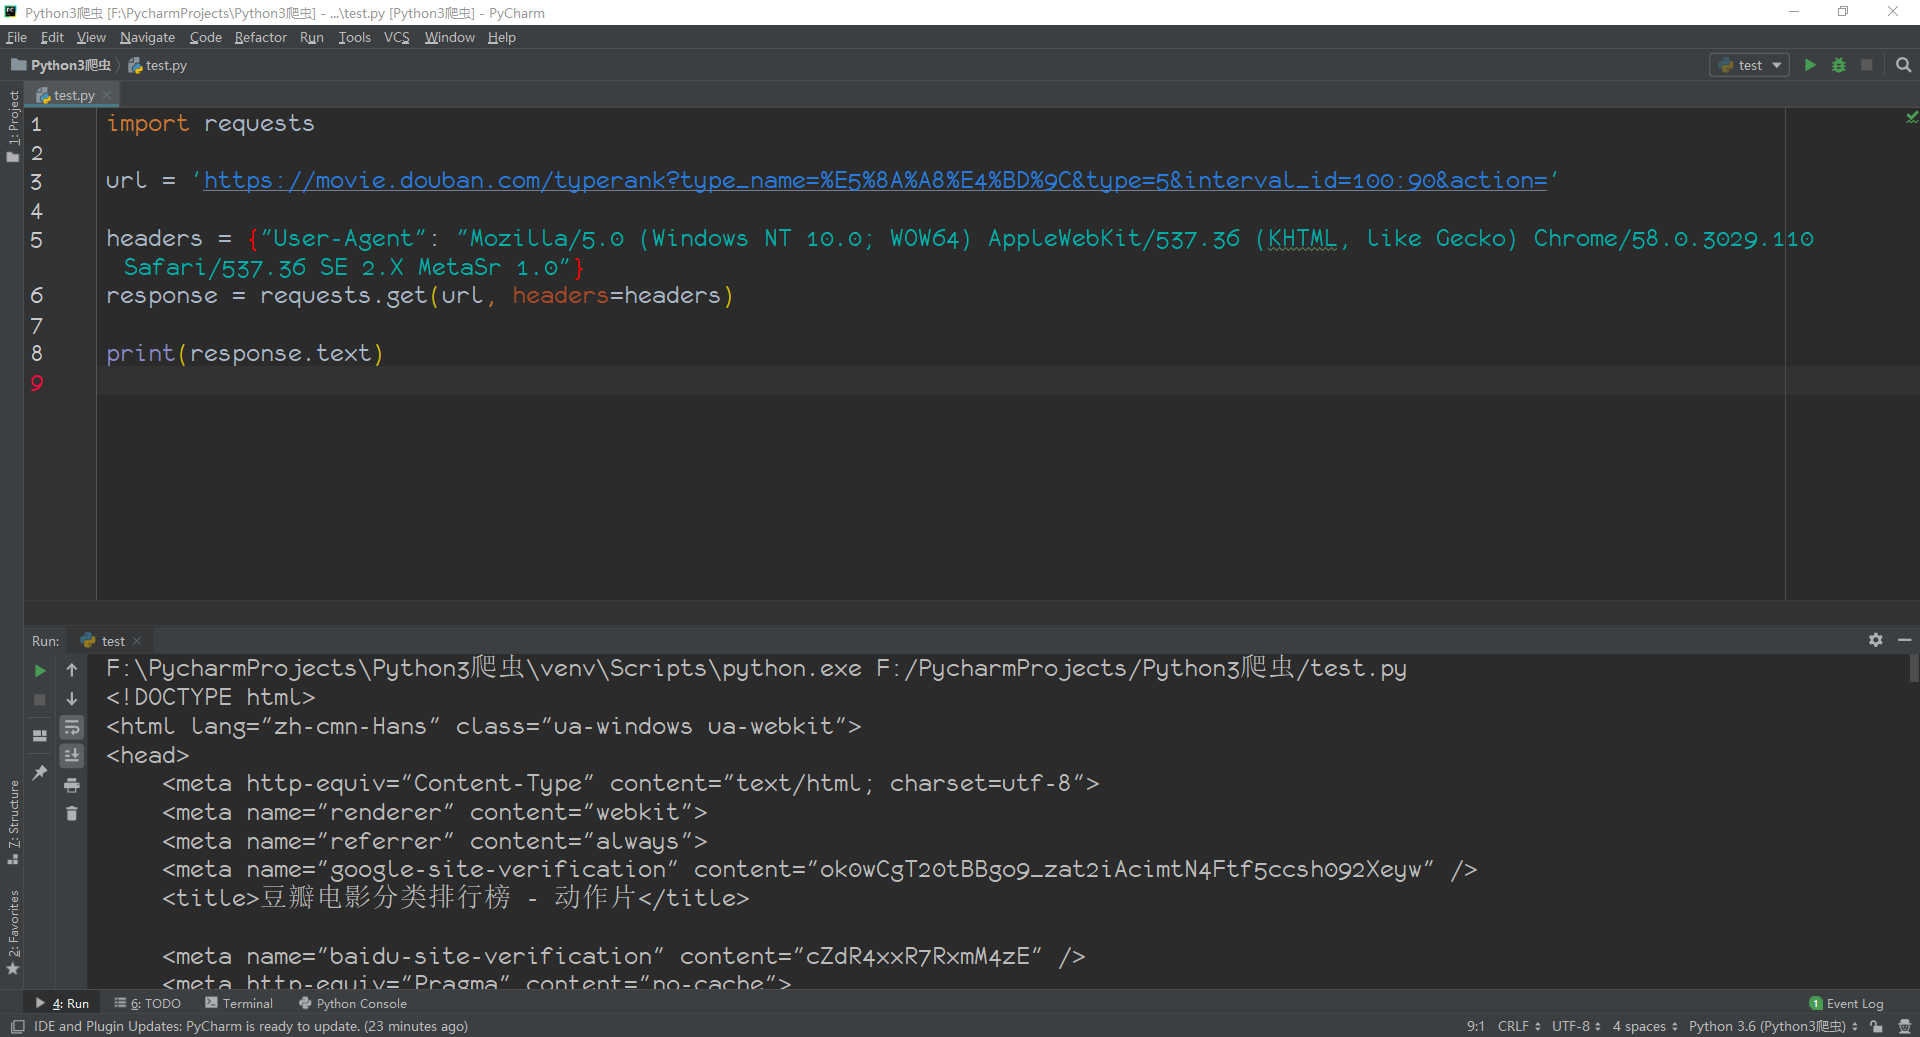 Python3爬虫 [F:\PycharmProjects\Python3爬虫] - ...\test.py [Python3爬虫] - PyCharm
File Edit View Navigate Code Refactor Run Tools VCS Window Help
Python3爬虫 test.py
test
test.py
1: Project
1 import requests
2
3 url = 'https://movie.douban.com/typerank?type_name=%E5%8A%A8%E4%BD%9C&type=5&interval_id=100:90&action='
4
5 headers = {"User-Agent": "Mozilla/5.0 (Windows NT 10.0; WOW64) AppleWebKit/537.36 (KHTML, like Gecko) Chrome/58.0.3029.110
Safari/537.36 SE 2.X MetaSr 1.0"}
6 response = requests.get(url, headers=headers)
7
8 print(response.text)
9
Run: test
F:\PycharmProjects\Python3爬虫\venv\Scripts\python.exe F:/PycharmProjects/Python3爬虫/test.py
<!DOCTYPE html>
<html lang="zh-cmn-Hans" class="ua-windows ua-webkit">
<head>
<meta http-equiv="Content-Type" content="text/html; charset=utf-8">
<meta name="renderer" content="webkit">
<meta name="referrer" content="always">
<meta name="google-site-verification" content="ok0wCgT20tBBgo9_zat2iAcimtN4Ftf5ccsh092Xeyw" />
<title>豆瓣电影分类排行榜 - 动作片</title>
<meta name="baidu-site-verification" content="cZdR4xxR7RxmM4zE" />
<meta http-equiv="Pragma" content="no-cache">
7: Structure
2: Favorites
4: Run 6: TODO Terminal Python Console
1 Event Log
IDE and Plugin Updates: PyCharm is ready to update. (23 minutes ago)
9:1 CRLF UTF-8 4 spaces Python 3.6 (Python3爬虫)